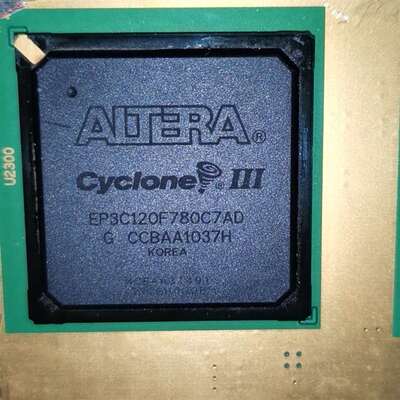 ALTERA®
Cyclone® III
EP3C120F780C7AD
G CCBAA1037H
KOREA
U2300